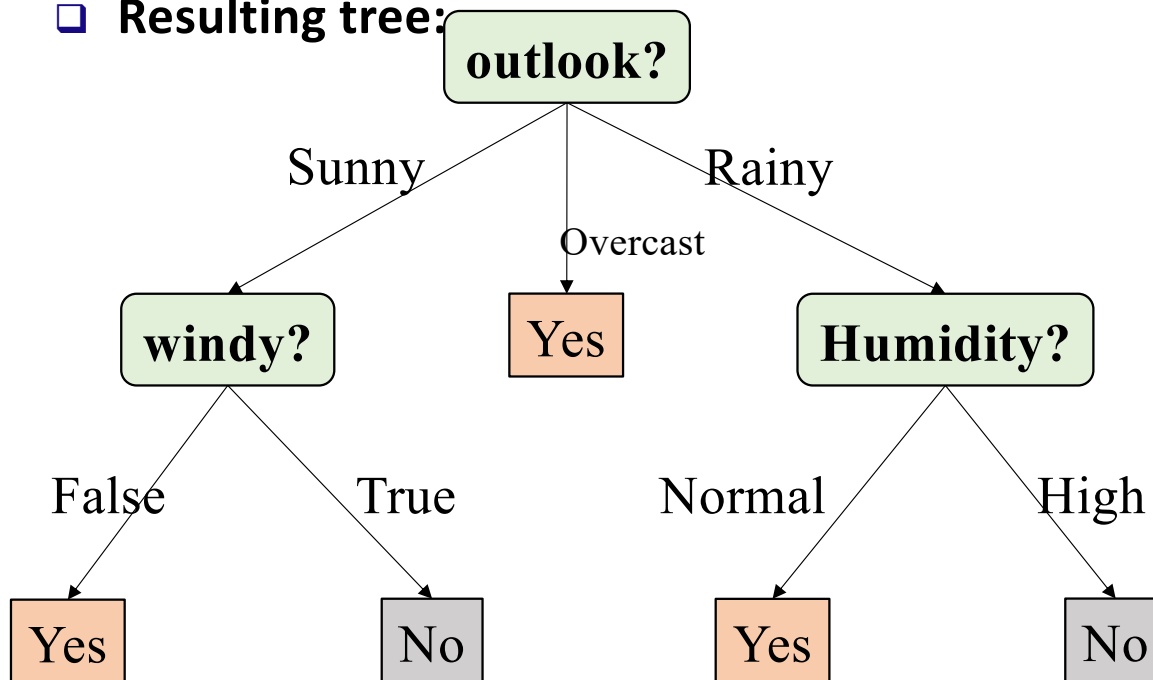 ❑ Resulting tree:
outlook?
Sunny
Rainy
Overcast
windy?
Yes
Humidity?
False
True
Normal
High
Yes
No
Yes
No